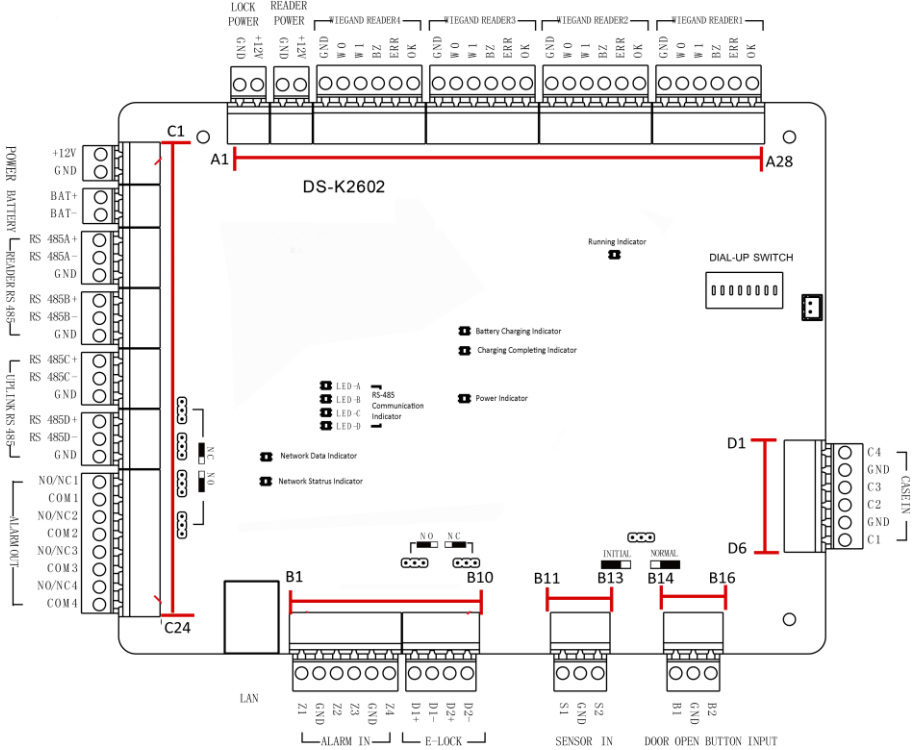 LOCK POWER
READER POWER
WIEGAND READER4
WIEGAND READER3
WIEGAND READER2
WIEGAND READER1
GND
+12V
GND
+12V
GND
W0
W1
BZ
ERR
OK
GND
W0
W1
BZ
ERR
OK
GND
W0
W1
BZ
ERR
OK
GND
W0
W1
BZ
ERR
OK
C1
A1
A28
DS-K2602
POWER
+12V
GND
BATTERY
BAT+
BAT-
READER RS 485
RS 485A+
RS 485A-
GND
RS 485B+
RS 485B-
GND
UPLINK RS 485
RS 485C+
RS 485C-
GND
RS 485D+
RS 485D-
GND
ALARM OUT
NO/NC1
COM1
NO/NC2
COM2
NO/NC3
COM3
NO/NC4
COM4
C24
NC
NO
Running Indicator
DIAL-UP SWITCH
Battery Charging Indicator
Charging Completing Indicator
Power Indicator
LED-A
LED-B
LED-C
LED-D
RS-485
Communication
Indicator
Network Data Indicator
Network Statrus Indicator
D1
D6
C4
GND
C3
C2
GND
C1
CASE IN
NO
NC
INITIAL
NORMAL
B1
B10
B11
B13
B14
B16
LAN
Z1
GND
Z2
Z3
GND
Z4
D1+
D1-
D2+
D2-
S1
GND
S2
B1
GND
B2
ALARM IN
E-LOCK
SENSOR IN
DOOR OPEN BUTTON INPUT